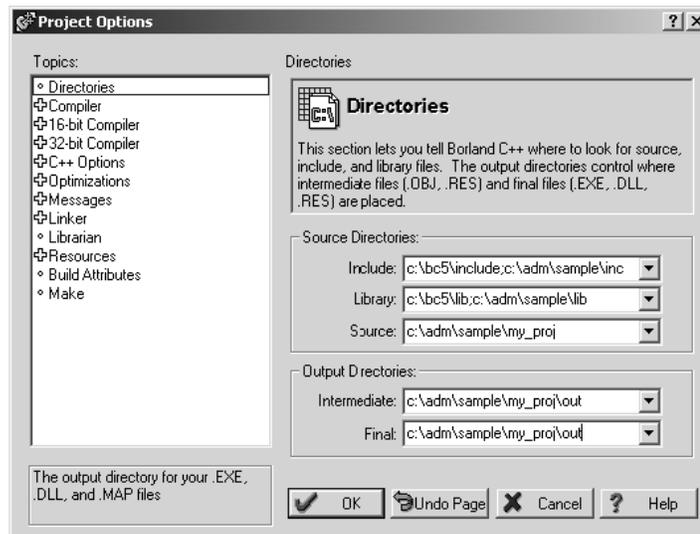 Project Options
Topics:
Directories
Compiler
16-bit Compiler
32-bit Compiler
C++ Options
Optimizations
Messages
Linker
Librarian
Resources
Build Attributes
Make
The output directory for your .EXE,
.DLL, and .MAP files
Directories
C:\
Directories
This section lets you tell Borland C++ where to look for source,
include, and library files. The output directories control where
intermediate files (.OBJ, .RES) and final files (.EXE, .DLL,
.RES) are placed.
Source Directories:
Include: c:\bc5\include;c:\adm\sample\inc
Library: c:\bc5\lib;c:\adm\sample\lib
Source: c:\adm\sample\my_proj
Output Directories:
Intermediate: c:\adm\sample\my_proj\out
Final: c:\adm\sample\my_proj\out
OK Undo Page Cancel ? Help